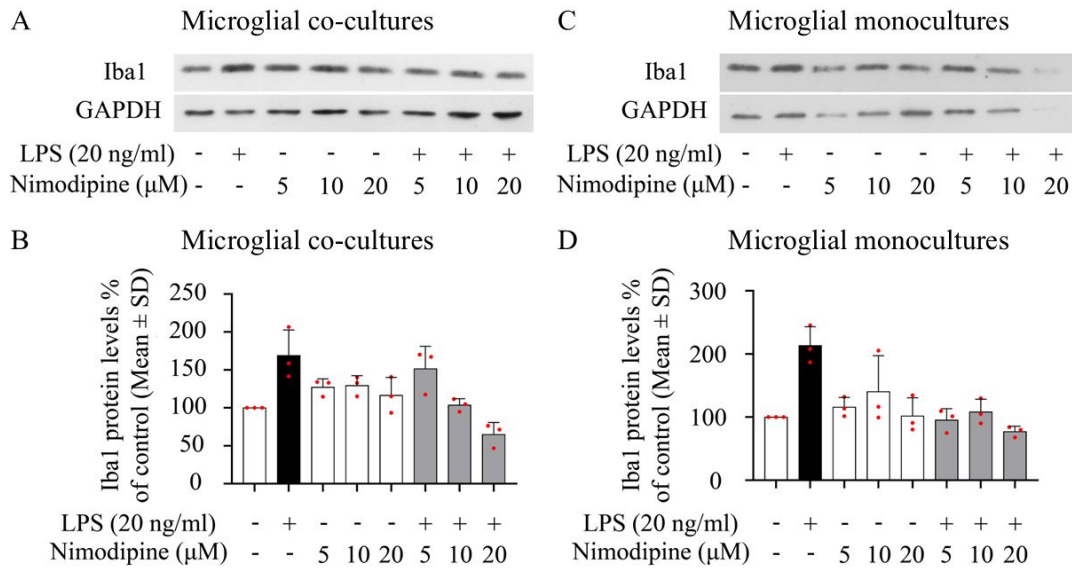 A Microglial co-cultures
Iba1
GAPDH
LPS (20 ng/ml) - + - - - + + +
Nimodipine (μM) - - 5 10 20 5 10 20
C Microglial monocultures
Iba1
GAPDH
LPS (20 ng/ml) - + - - - + + +
Nimodipine (μM) - - 5 10 20 5 10 20
B Microglial co-cultures
Iba1 protein levels %
of control (Mean ± SD)
250
200
150
100
50
0
LPS (20 ng/ml) - + - - - + + +
Nimodipine (μM) - - 5 10 20 5 10 20
D Microglial monocultures
Iba1 protein levels %
of control (Mean ± SD)
300
200
100
0
LPS (20 ng/ml) - + - - - + + +
Nimodipine (μM) - - 5 10 20 5 10 20